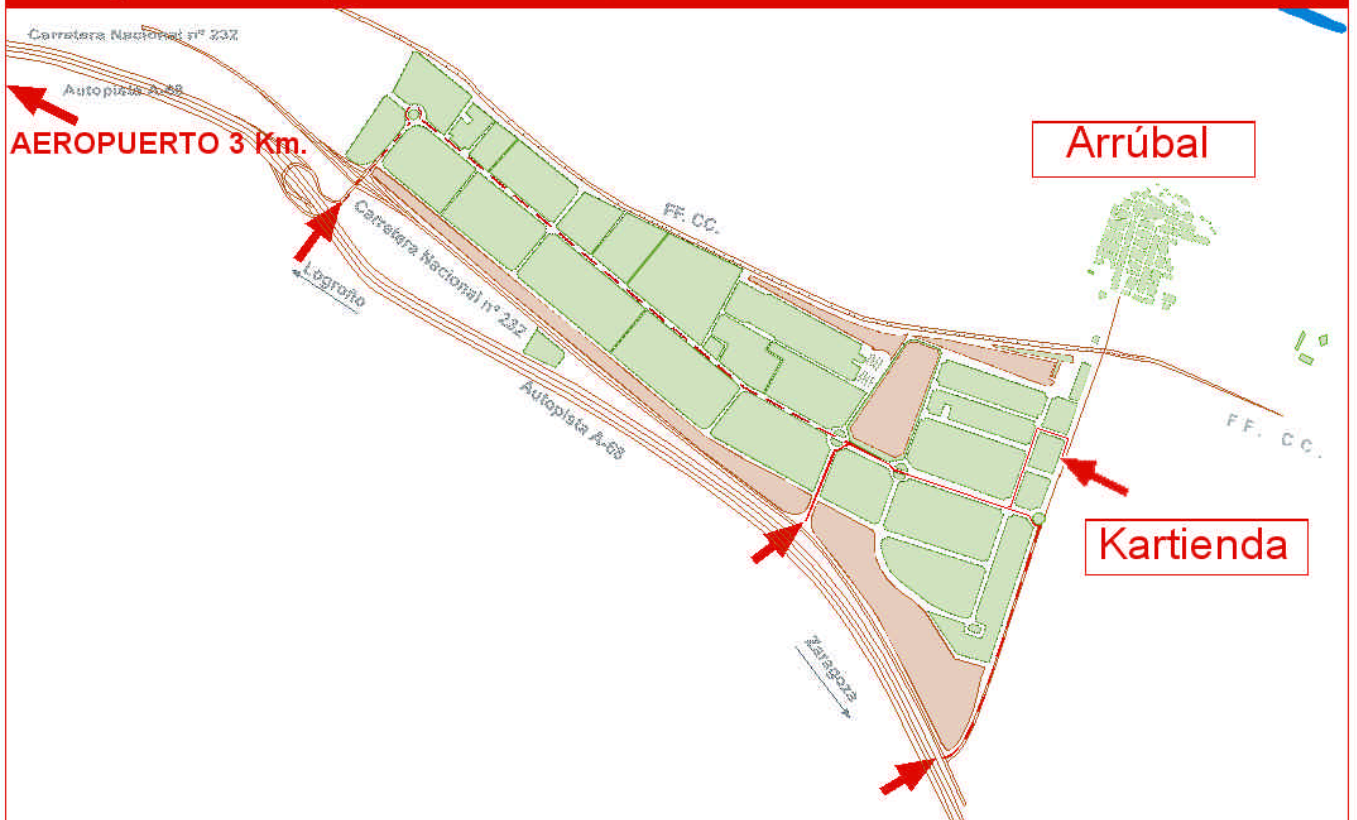 Carretera Nacional nº 232
Autopista A-68
AEROPUERTO 3 Km.
Arrúbal
FF. CC.
Carretera Nacional nº 232
Logroño
Autopista A-68
FF. CC.
Kartienda
Zaragoza